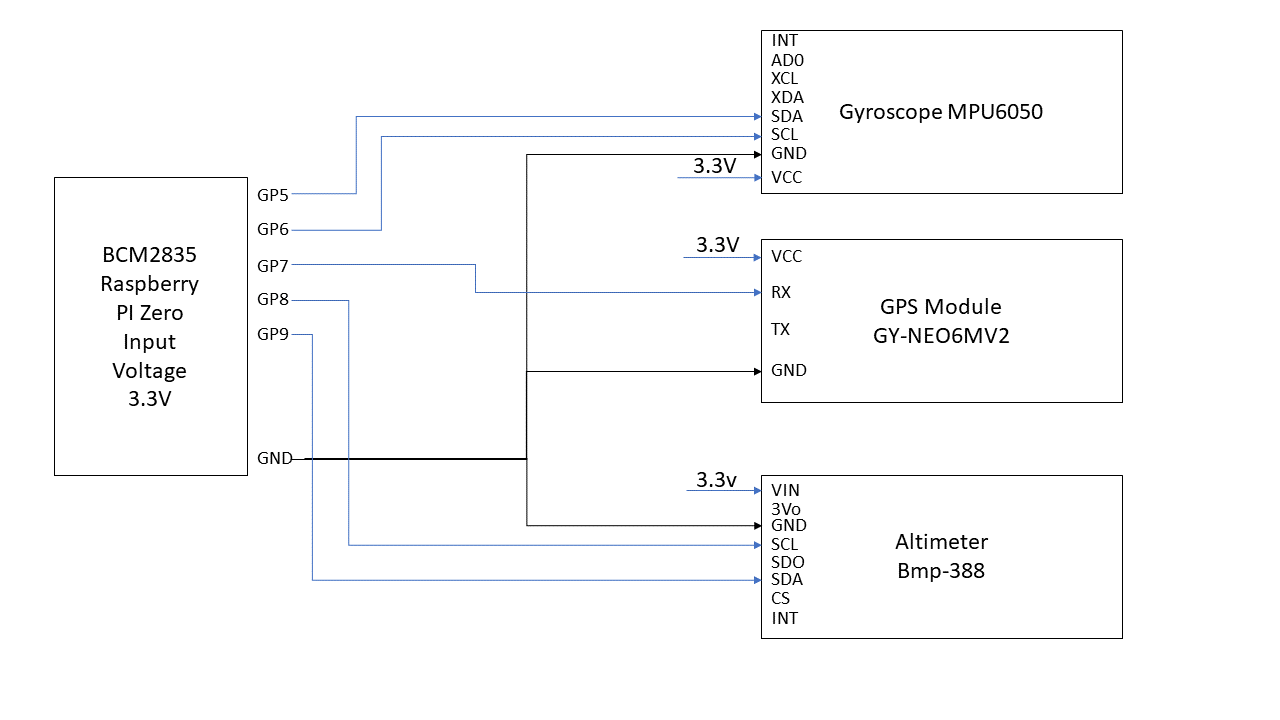 BCM2835
Raspberry
PI Zero
Input
Voltage
3.3V
GP5
GP6
GP7
GP8
GP9
GND
INT
AD0
XCL
XDA
SDA
SCL
GND
3.3V
VCC
Gyroscope MPU6050
3.3V
VCC
RX
TX
GND
GPS Module
GY-NEO6MV2
3.3v
VIN
3Vo
GND
SCL
SDO
SDA
CS
INT
Altimeter
Bmp-388